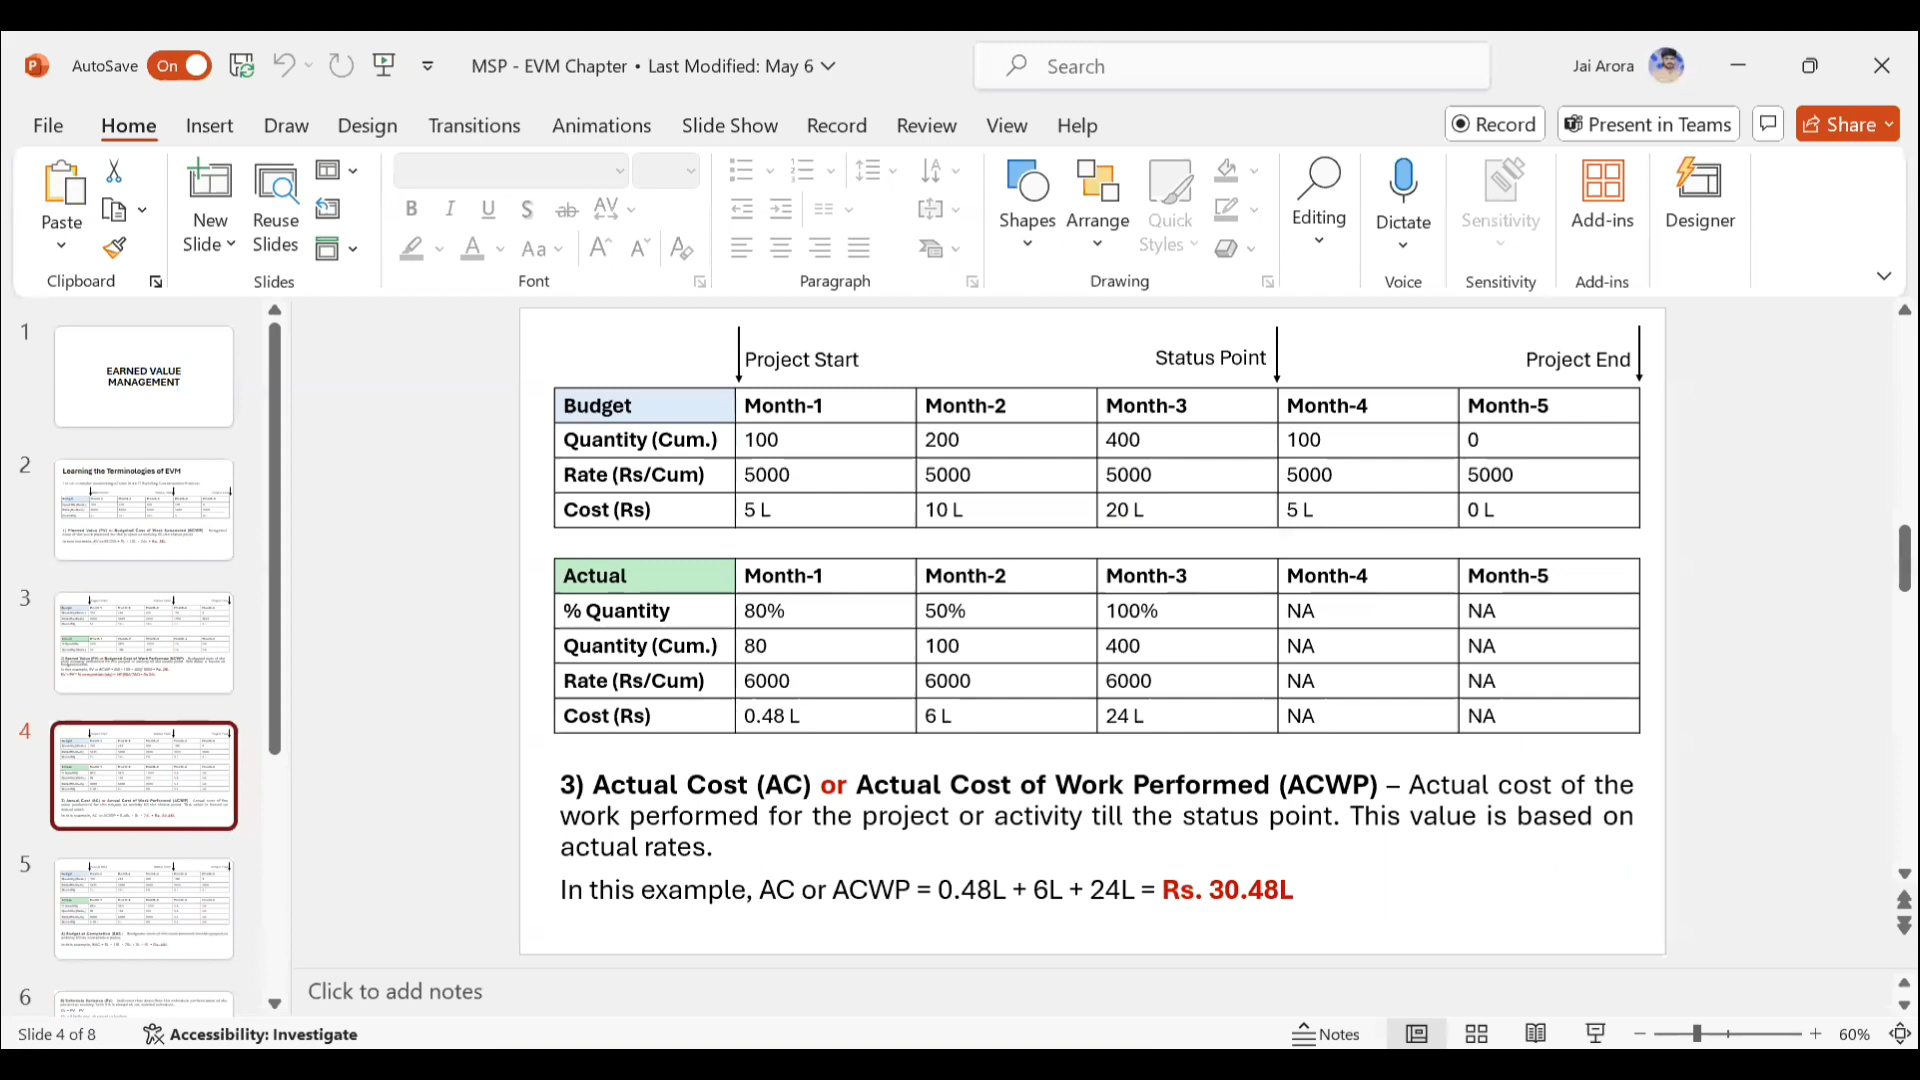 AutoSave On MSP - EVM Chapter • Last Modified: May 6 Search Jai Arora
File Home Insert Draw Design Transitions Animations Slide Show Record Review View Help Record Present in Teams Share
Paste
New Slide
Reuse Slides
Shapes
Arrange
Quick Styles
Editing
Dictate
Sensitivity
Add-ins
Designer
Clipboard Slides Font Paragraph Drawing Voice Sensitivity Add-ins
1
EARNED VALUE
MANAGEMENT
2
Learning the Terminologies of EVM
3
4
5
6
Project Start Status Point Project End
Budget Month-1 Month-2 Month-3 Month-4 Month-5
Quantity (Cum.) 100 200 400 100 0
Rate (Rs/Cum) 5000 5000 5000 5000 5000
Cost (Rs) 5 L 10 L 20 L 5 L 0 L
Actual Month-1 Month-2 Month-3 Month-4 Month-5
% Quantity 80% 50% 100% NA NA
Quantity (Cum.) 80 100 400 NA NA
Rate (Rs/Cum) 6000 6000 6000 NA NA
Cost (Rs) 0.48 L 6 L 24 L NA NA
3) Actual Cost (AC) or Actual Cost of Work Performed (ACWP) – Actual cost of the
work performed for the project or activity till the status point. This value is based on
actual rates.
In this example, AC or ACWP = 0.48L + 6L + 24L = Rs. 30.48L
Click to add notes
Slide 4 of 8 Accessibility: Investigate Notes 60%